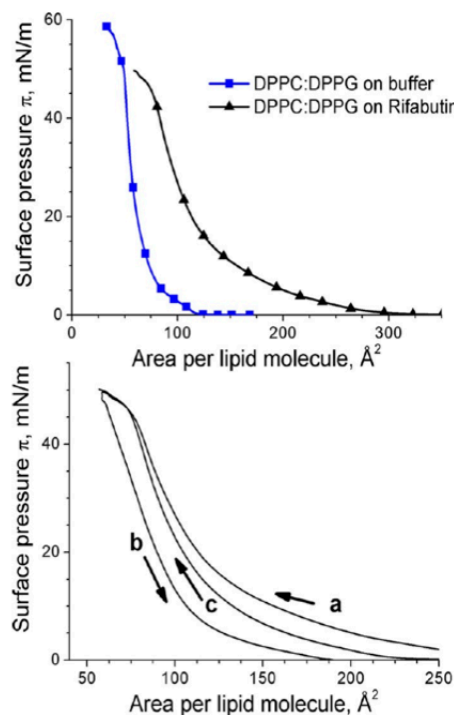 60
40
20
0
Surface pressure π, mN/m
DPPC:DPPG on buffer
DPPC:DPPG on Rifabutin
0 100 200 300
Area per lipid molecule, Å²
40
20
0
Surface pressure π, mN/m
a
b
c
50 100 150 200 250
Area per lipid molecule, Å²